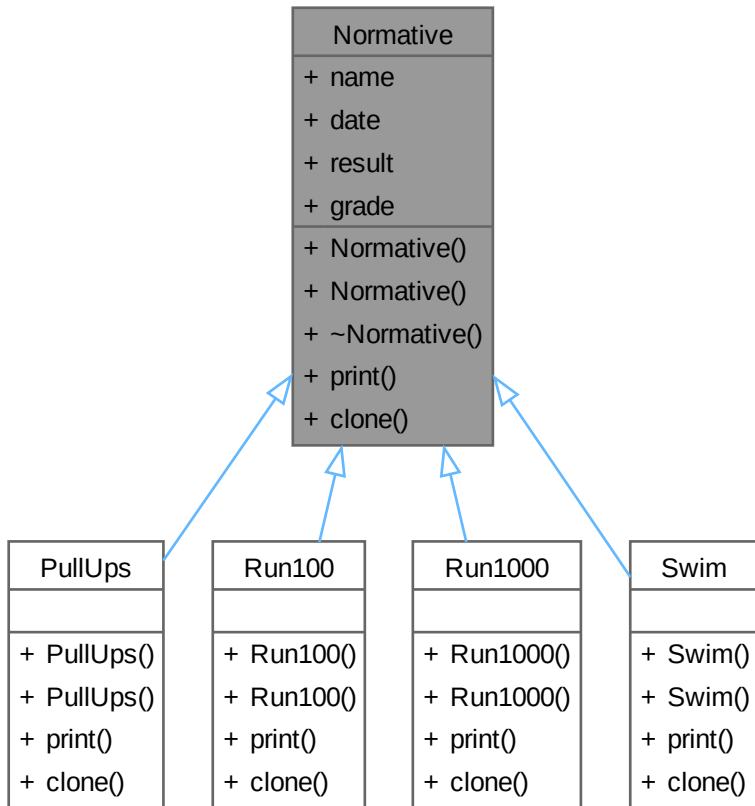 Normative
+ name
+ date
+ result
+ grade
+ Normative()
+ Normative()
+ ~Normative()
+ print()
+ clone()
PullUps
+ PullUps()
+ PullUps()
+ print()
+ clone()
Run100
+ Run100()
+ Run100()
+ print()
+ clone()
Run1000
+ Run1000()
+ Run1000()
+ print()
+ clone()
Swim
+ Swim()
+ Swim()
+ print()
+ clone()